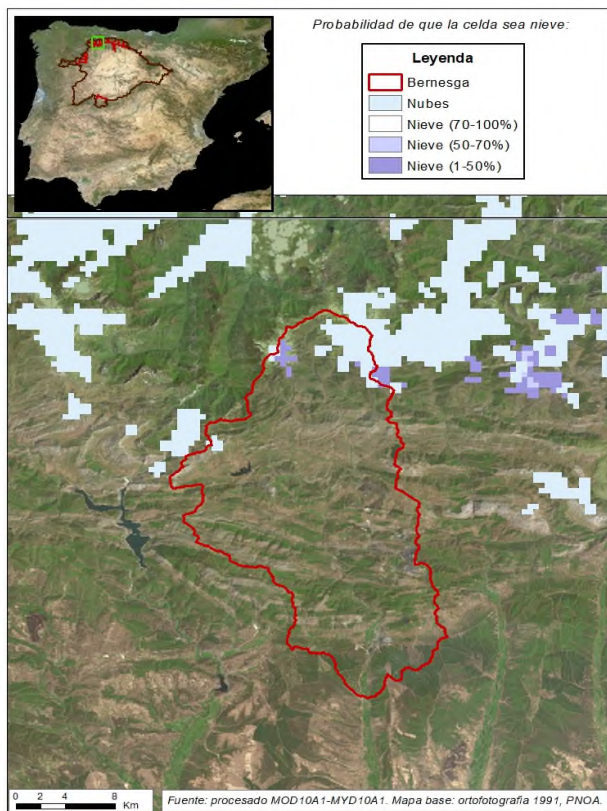 Probabilidad de que la celda sea nieve:
Leyenda
Bernesga
Nubes
Nieve (70-100%)
Nieve (50-70%)
Nieve (1-50%)
0 2 4 8
Km
Fuente: procesado MOD10A1-MYD10A1. Mapa base: ortofotografia 1991, PNOA.